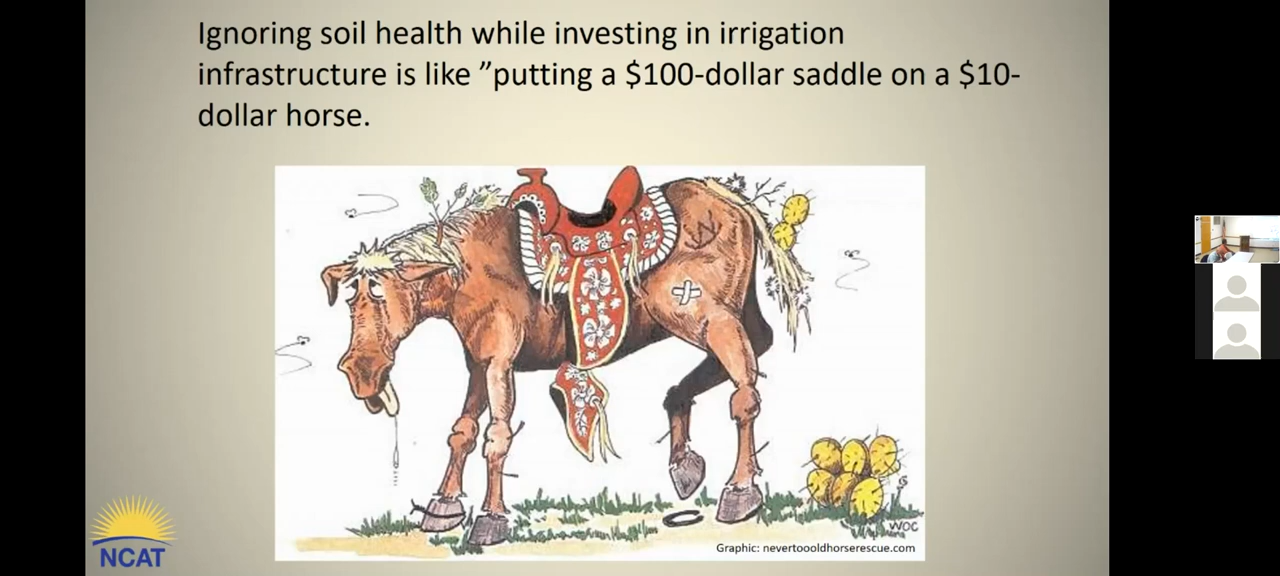 Ignoring soil health while investing in irrigation
infrastructure is like ”putting a $100-dollar saddle on a $10-
dollar horse.
WOC
Graphic: nevertoooldhorserescue.com
NCAT